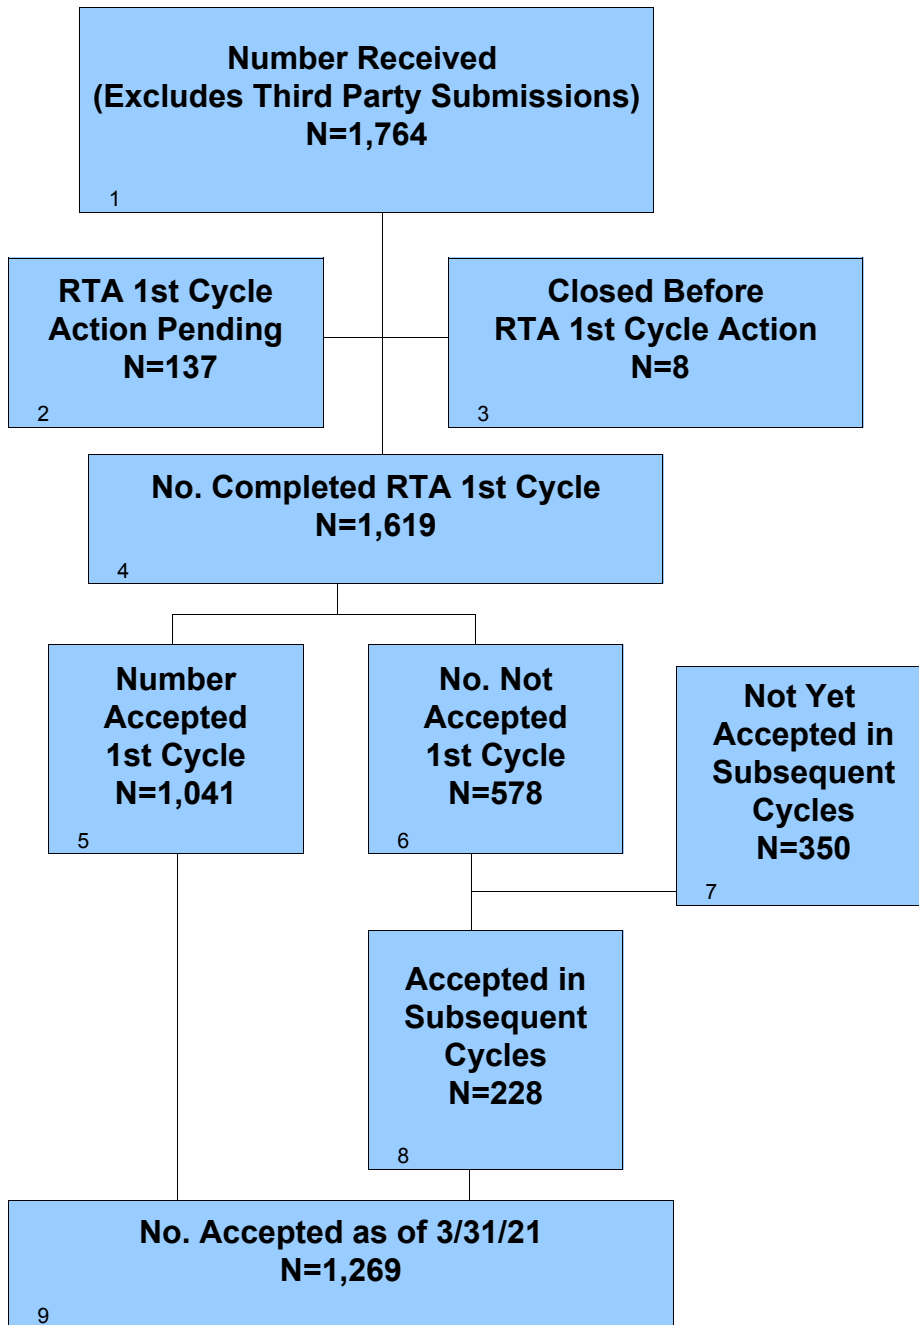 Number Received
(Excludes Third Party Submissions)
N=1,764
1
RTA 1st Cycle
Action Pending
N=137
2
Closed Before
RTA 1st Cycle Action
N=8
3
No. Completed RTA 1st Cycle
N=1,619
4
Number
Accepted
1st Cycle
N=1,041
5
No. Not
Accepted
1st Cycle
N=578
6
Not Yet
Accepted in
Subsequent
Cycles
N=350
7
Accepted in
Subsequent
Cycles
N=228
8
No. Accepted as of 3/31/21
N=1,269
9